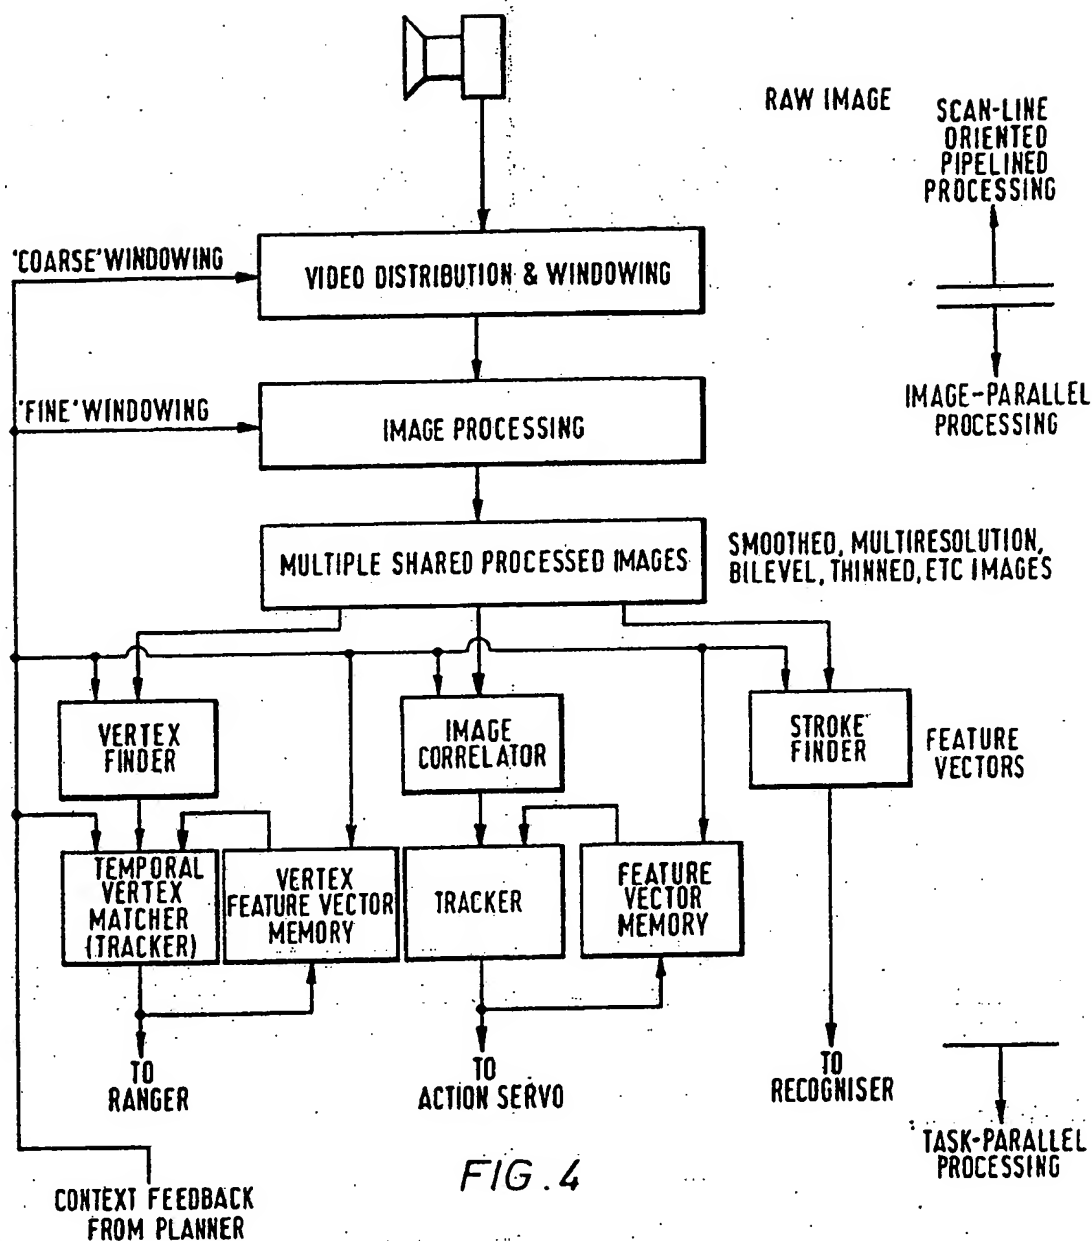 RAW IMAGE
SCAN-LINE
ORIENTED
PIPELINED
PROCESSING
'COARSE' WINDOWING
VIDEO DISTRIBUTION & WINDOWING
'FINE' WINDOWING
IMAGE PROCESSING
IMAGE-PARALLEL
PROCESSING
MULTIPLE SHARED PROCESSED IMAGES
SMOOTHED, MULTIRESOLUTION,
BILEVEL, THINNED, ETC IMAGES
VERTEX
FINDER
IMAGE
CORRELATOR
STROKE
FINDER
FEATURE
VECTORS
TEMPORAL
VERTEX
MATCHER
(TRACKER)
VERTEX
FEATURE VECTOR
MEMORY
TRACKER
FEATURE
VECTOR
MEMORY
TO
RANGER
TO
ACTION SERVO
TO
RECOGNISER
TASK-PARALLEL
PROCESSING
CONTEXT FEEDBACK
FROM PLANNER
FIG. 4